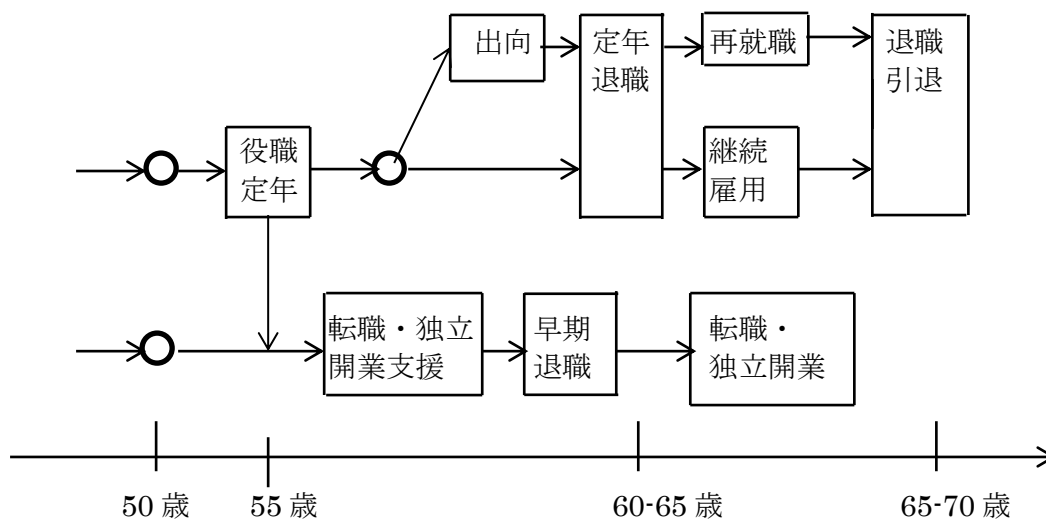 出向
定年
退職
再就職
退職
引退
役職
定年
継続
雇用
転職・独立
開業支援
早期
退職
転職・
独立開業
50 歳
55 歳
60-65 歳
65-70 歳